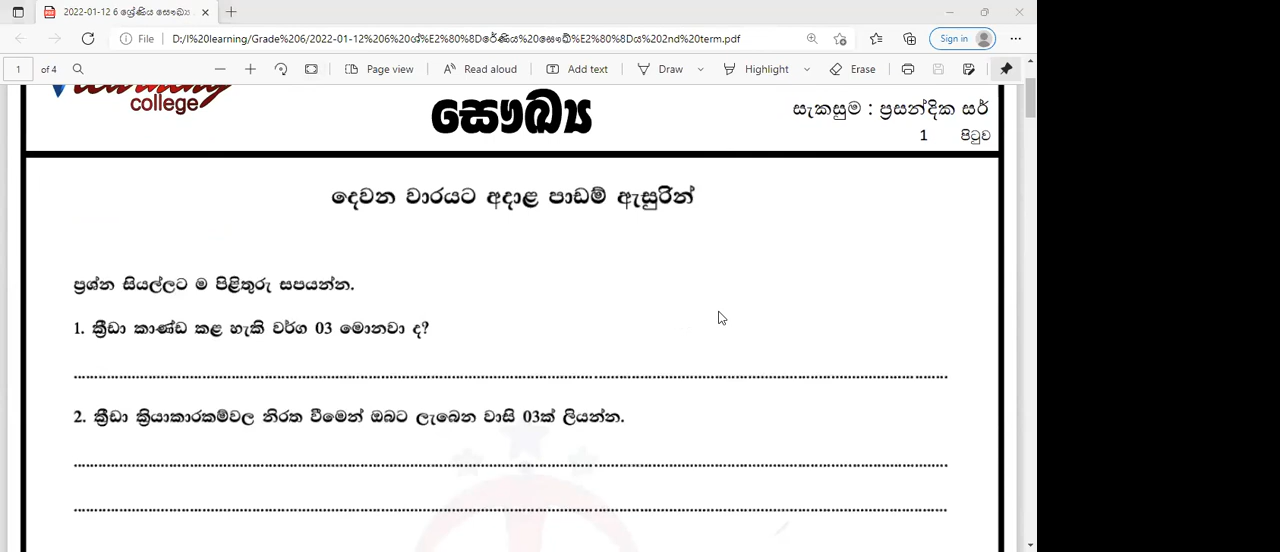 2022-01-12 6 ශ්‍රේණිය සෞඛ්‍ය
File D:/I%20learning/Grade%206/2022-01-12%206%20ශ්%E2%80%8Dරේණිය%20සෞඛ්%E2%80%8Dය%202nd%20term.pdf Sign in
1 of 4 Page view Read aloud Add text Draw Highlight Erase
college
සෞඛ්‍ය
සැකසුම : ප්‍රසන්දික සර්
1 පිටුව
දෙවන වාරයට අදාළ පාඩම් ඇසුරින්
ප්‍රශ්න සියල්ලට ම පිළිතුරු සපයන්න.
1. ක්‍රීඩා කාණ්ඩ කළ හැකි වර්ග 03 මොනවා ද?
2. ක්‍රීඩා ක්‍රියාකාරකම්වල නිරත වීමෙන් ඔබට ලැබෙන වාසි 03ක් ලියන්න.